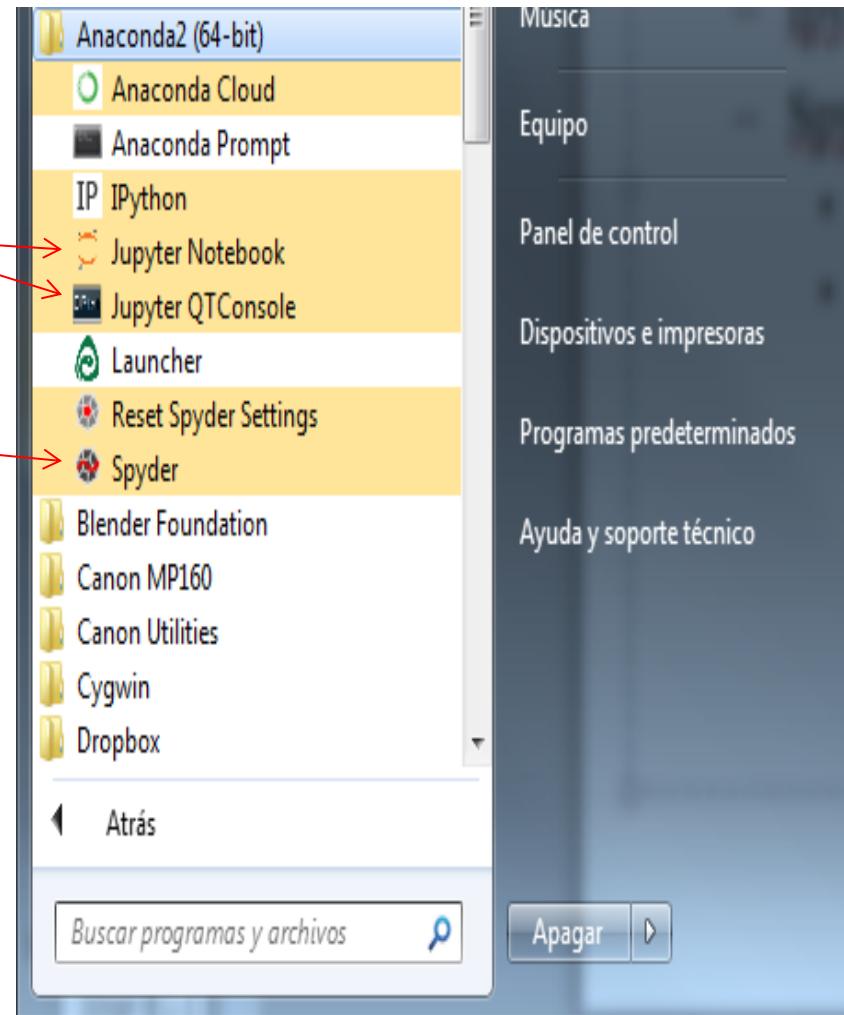 Anaconda2 (64-bit)
Anaconda Cloud
Anaconda Prompt
IP IPython
Jupyter Notebook
Jupyter QTConsole
Launcher
Reset Spyder Settings
Spyder
Blender Foundation
Canon MP160
Canon Utilities
Cygwin
Dropbox
Atrás
Buscar programas y archivos
Música
Equipo
Panel de control
Dispositivos e impresoras
Programas predeterminados
Ayuda y soporte técnico
Apagar